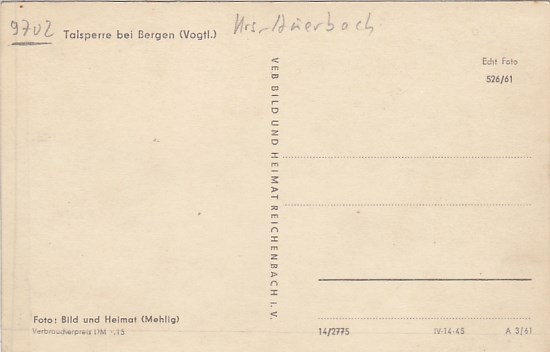 9702
Talsperre bei Bergen (Vogtl.)
Krs. Auerbach
Echt Foto
526/61
VEB BILD UND HEIMAT REICHENBACH I. V.
Foto: Bild und Heimat (Mehlig)
Verbraucherpreis DM -,15
14/2775
IV-14-45
A 3/61